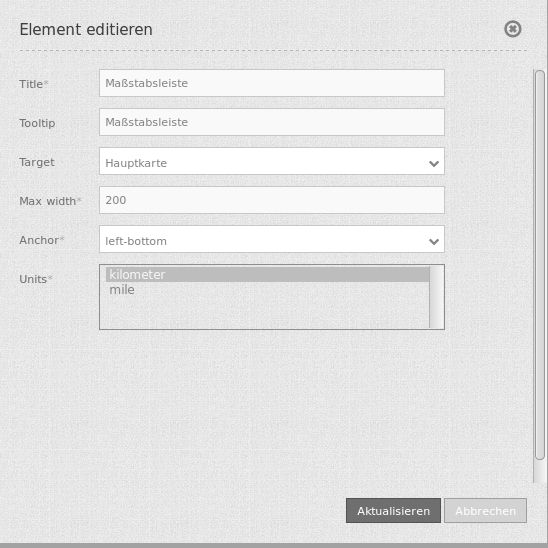 Element editieren
Title* Maßstabsleiste
Tooltip Maßstabsleiste
Target Hauptkarte
Max width* 200
Anchor* left-bottom
Units* kilometer
mile
Aktualisieren Abbrechen